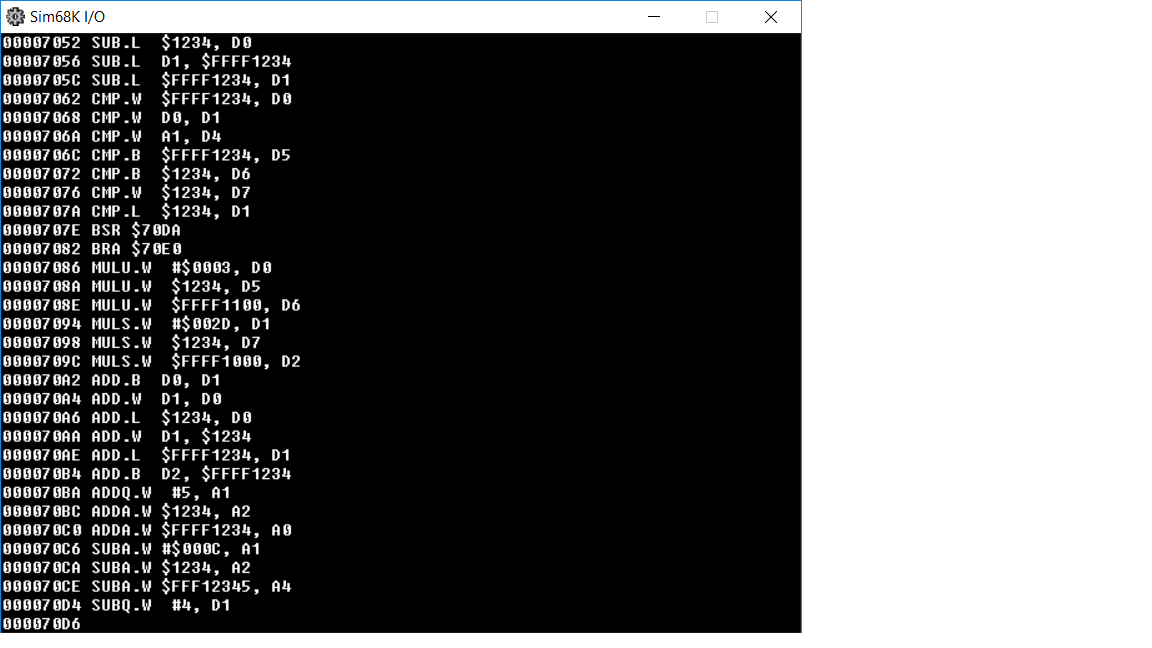 Sim68K I/O
00007052 SUB.L  $1234, D0
00007056 SUB.L  D1, $FFFF1234
0000705C SUB.L  $FFFF1234, D1
00007062 CMP.W  $FFFF1234, D0
00007068 CMP.W  D0, D1
0000706A CMP.W  A1, D4
0000706C CMP.B  $FFFF1234, D5
00007072 CMP.B  $1234, D6
00007076 CMP.W  $1234, D7
0000707A CMP.L  $1234, D1
0000707E BSR $70DA
00007082 BRA $70E0
00007086 MULU.W  #$0003, D0
0000708A MULU.W  $1234, D5
0000708E MULU.W  $FFFF1100, D6
00007094 MULS.W  #$002D, D1
00007098 MULS.W  $1234, D7
0000709C MULS.W  $FFFF1000, D2
000070A2 ADD.B  D0, D1
000070A4 ADD.W  D1, D0
000070A6 ADD.L  $1234, D0
000070AA ADD.W  D1, $1234
000070AE ADD.L  $FFFF1234, D1
000070B4 ADD.B  D2, $FFFF1234
000070BA ADDQ.W  #5, A1
000070BC ADDA.W $1234, A2
000070C0 ADDA.W $FFFF1234, A0
000070C6 SUBA.W #$000C, A1
000070CA SUBA.W $1234, A2
000070CE SUBA.W $FFF12345, A4
000070D4 SUBQ.W  #4, D1
000070D6